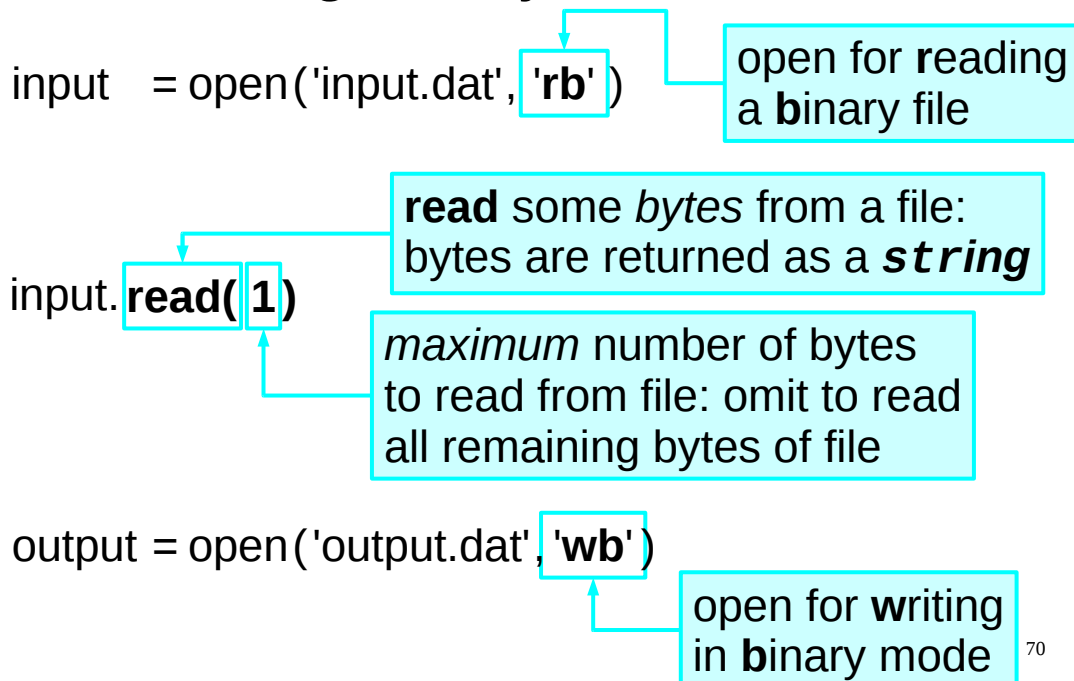 input = open('input.dat', 'rb')
open for reading
a binary file
read some bytes from a file:
bytes are returned as a string
input.read(1)
maximum number of bytes
to read from file: omit to read
all remaining bytes of file
output = open('output.dat', 'wb')
open for writing
in binary mode
70